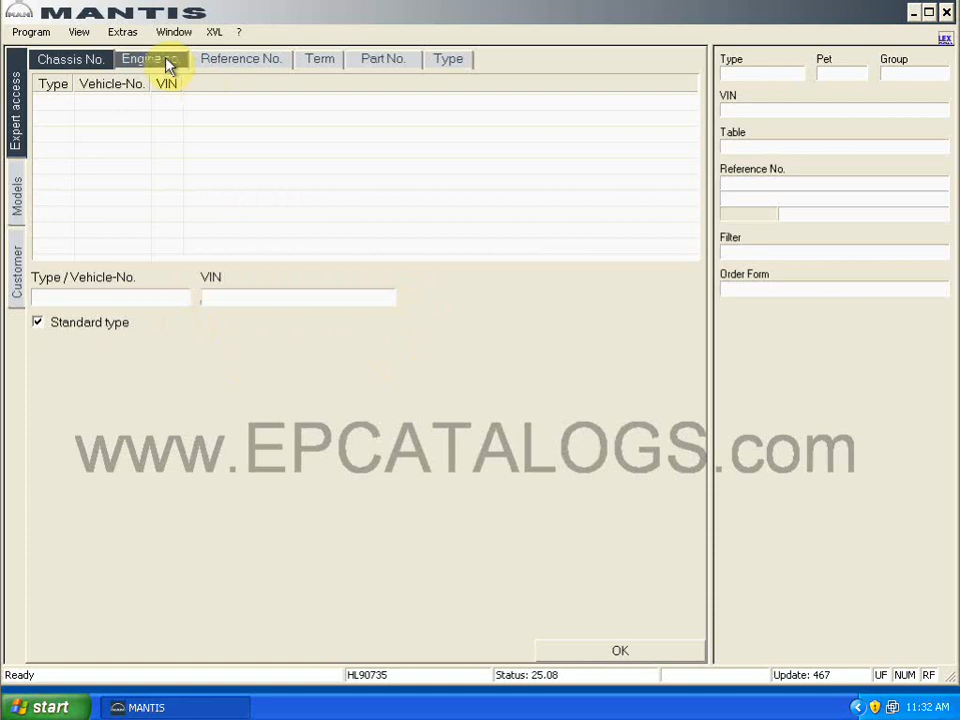 MAN MANTIS
Program View Extras Window XVL ?
LEX
Expert access
Models
Customer
Chassis No. Reference No. Term Part No. Type
Type Vehicle-No. VIN
Type / Vehicle-No. VIN
Standard type
OK
Type Pet Group
VIN
Table
Reference No.
Filter
Order Form
www.EPCATALOGS.com
Ready HL90735 Status: 25.08 Update: 467 UF NUM RF
start MANTIS 11:32 AM